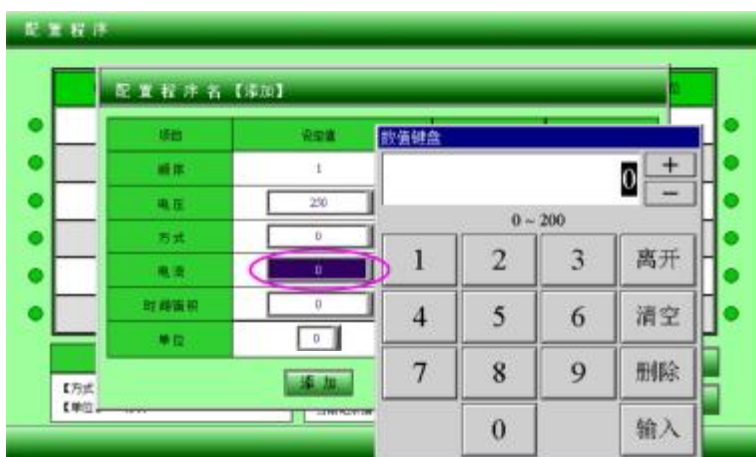 配置程序
配置程序名【添加】
项目 设定值
顺序 1
电压 250
方式 0
电流 0
时间/面积 0
单位 0
添加
【方式
【单位】
数值键盘
0
+
−
0 ~ 200
1 2 3 离开
4 5 6 清空
7 8 9 删除
0 输入